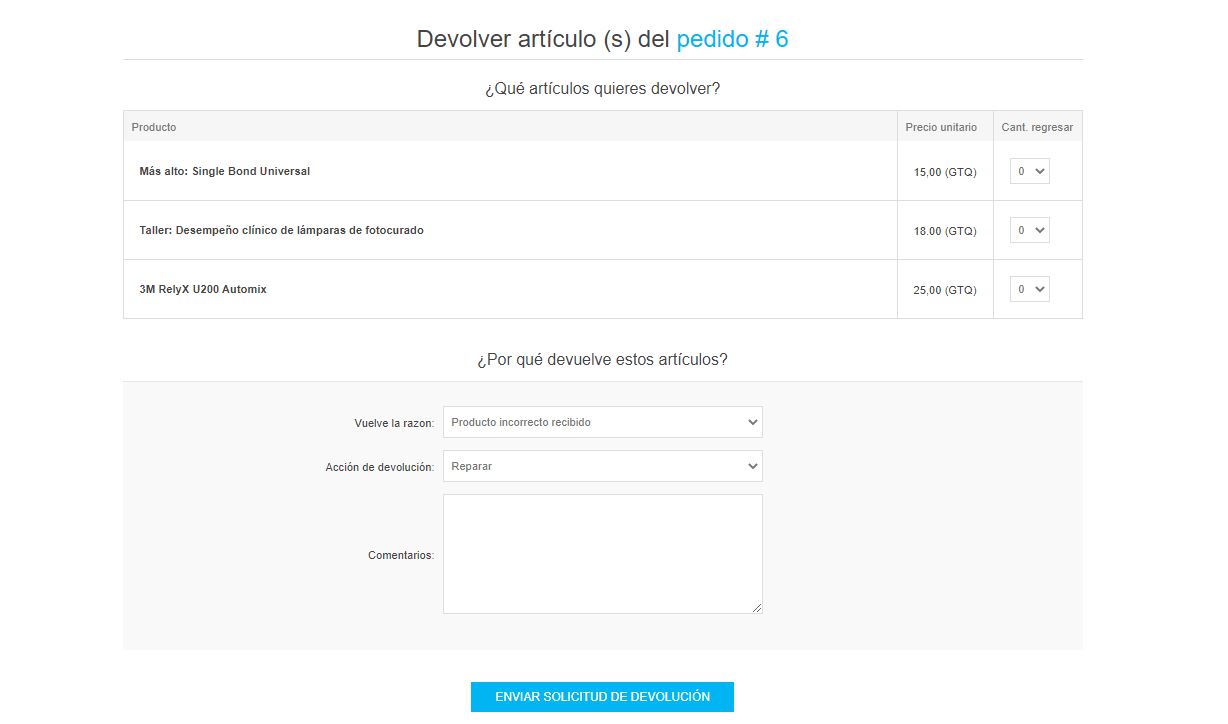 Devolver artículo (s) del pedido # 6
¿Qué artículos quieres devolver?
Producto Precio unitario Cant. regresar
Más alto: Single Bond Universal 15,00 (GTQ) 0
Taller: Desempeño clínico de lámparas de fotocurado 18.00 (GTQ) 0
3M RelyX U200 Automix 25,00 (GTQ) 0
¿Por qué devuelve estos artículos?
Vuelve la razon: Producto incorrecto recibido
Acción de devolución: Reparar
Comentarios:
ENVIAR SOLICITUD DE DEVOLUCIÓN